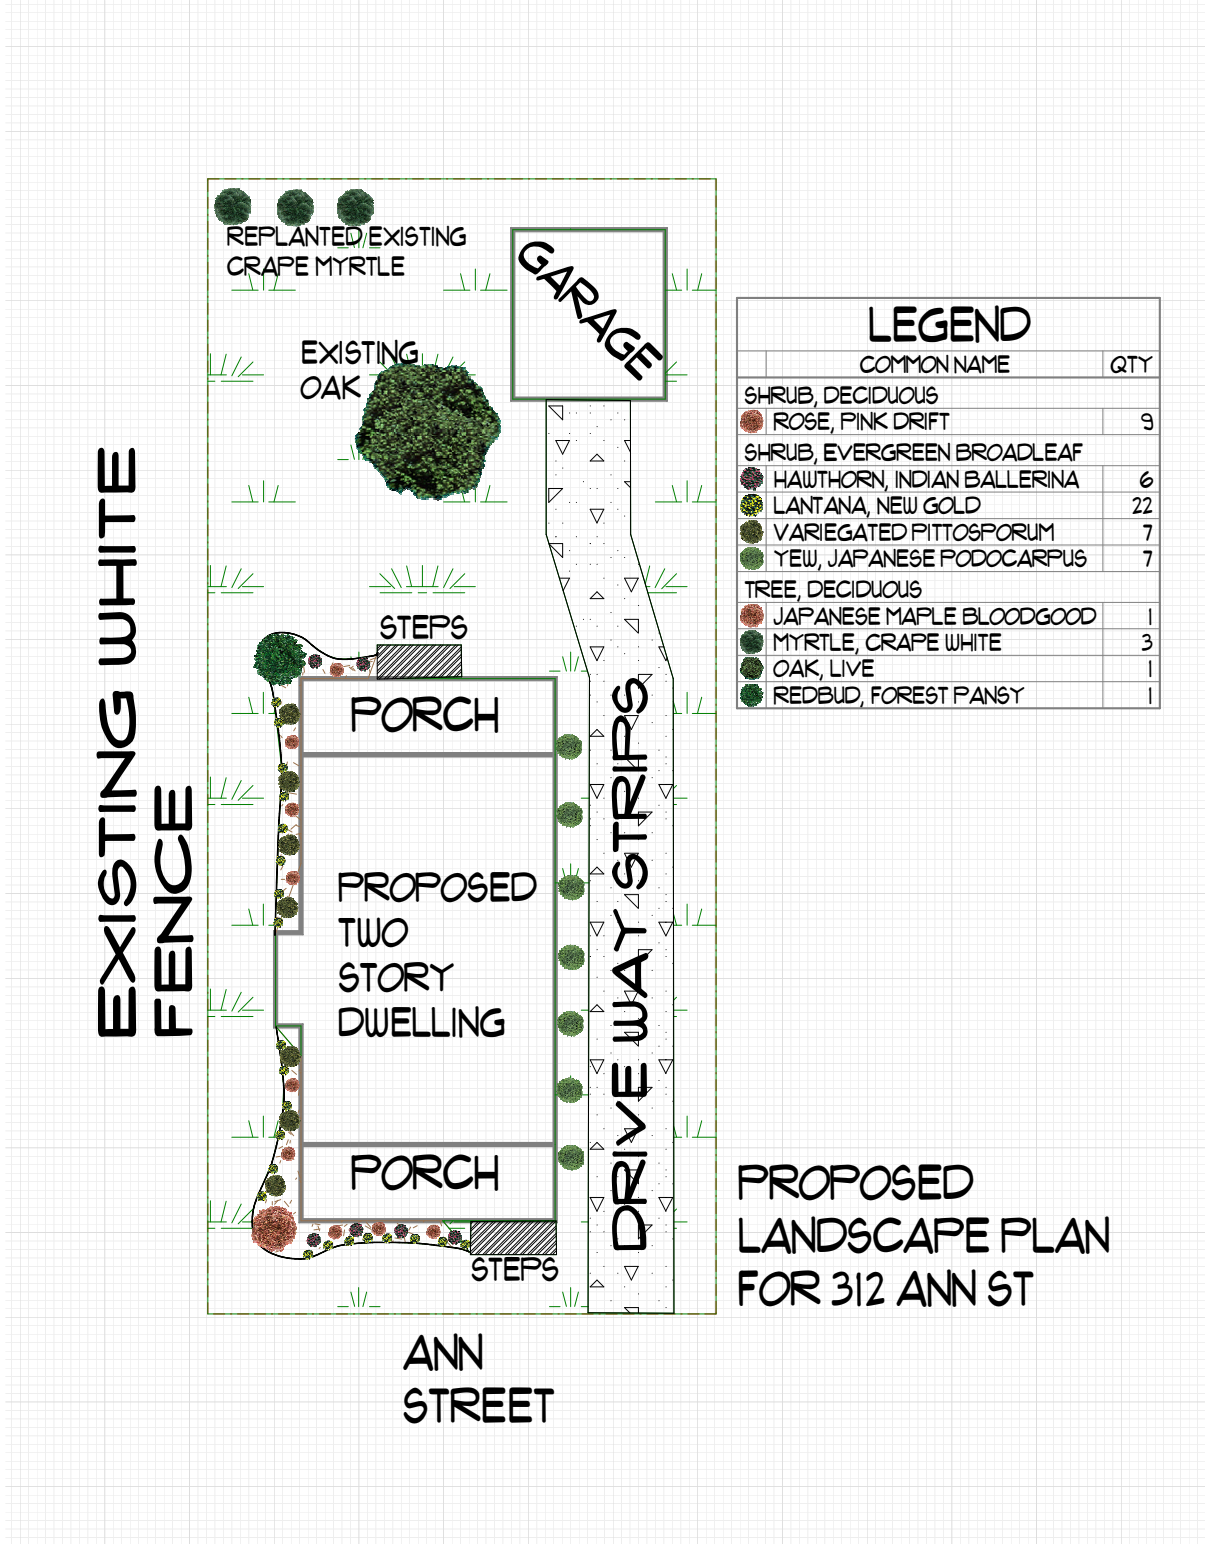 REPLANTED EXISTING
CRAPE MYRTLE
GARAGE
EXISTING
OAK
LEGEND
COMMON NAME QTY
SHRUB, DECIDUOUS
ROSE, PINK DRIFT 9
SHRUB, EVERGREEN BROADLEAF
HAWTHORN, INDIAN BALLERINA 6
LANTANA, NEW GOLD 22
VARIEGATED PITTOSPORUM 7
YEW, JAPANESE PODOCARPUS 7
TREE, DECIDUOUS
JAPANESE MAPLE BLOODGOOD 1
MYRTLE, CRAPE WHITE 3
OAK, LIVE 1
REDBUD, FOREST PANSY 1
EXISTING WHITE
FENCE
STEPS
PORCH
PROPOSED
TWO
STORY
DWELLING
DRIVE WAY STRIPS
PORCH
STEPS
PROPOSED
LANDSCAPE PLAN
FOR 312 ANN ST
ANN
STREET